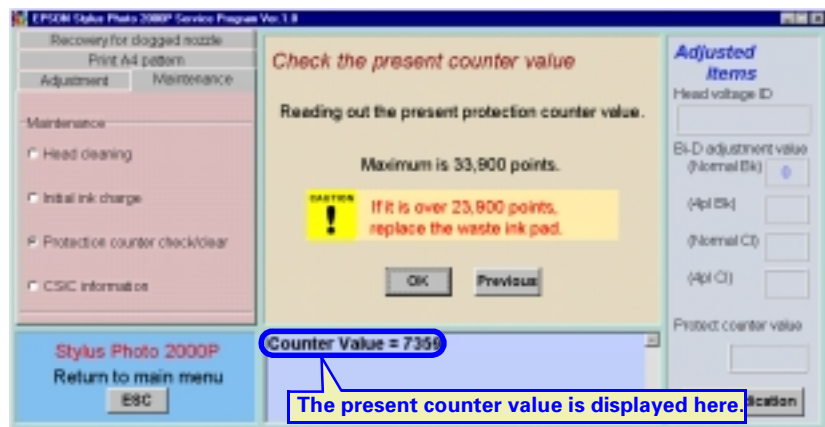 EPSON Stylus Photo 2000P Service Program Ver.1.0
Recovery for clogged nozzle
Print A4 pattern
Adjustment
Maintenance
Maintenance
Head cleaning
Initial ink charge
Protection counter check/clear
CSIC information
Stylus Photo 2000P
Return to main menu
ESC
Check the present counter value
Reading out the present protection counter value.
Maximum is 33,900 points.
CAUTION
If it is over 23,900 points,
replace the waste ink pad.
OK
Previous
Counter Value = 7359
The present counter value is displayed here.
Adjusted
Items
Head voltage ID
Bi-D adjustment value
(Normal Bk)
0
(4pl Bk)
(Normal Cl)
(4pl Cl)
Protect counter value